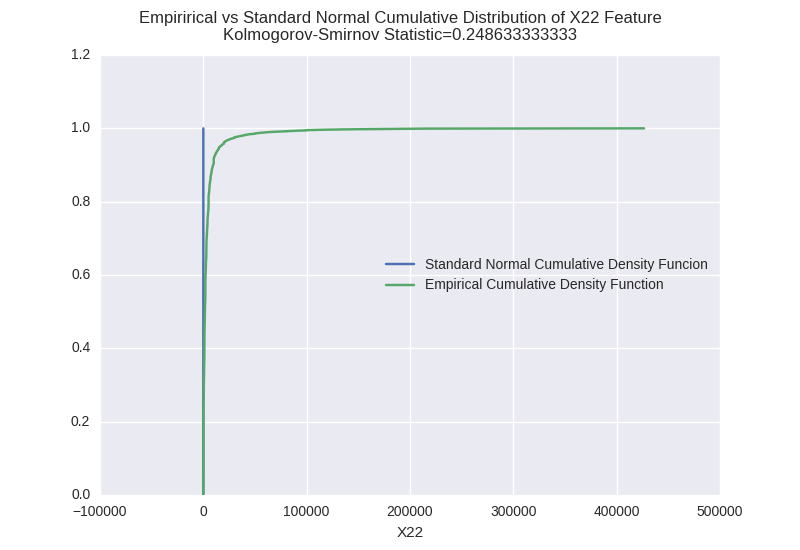 Empririrical vs Standard Normal Cumulative Distribution of X22 Feature
Kolmogorov-Smirnov Statistic=0.248633333333
1.2
1.0
0.8
0.6
0.4
0.2
0.0
Standard Normal Cumulative Density Funcion
Empirical Cumulative Density Function
−100000
0
100000
200000
300000
400000
500000
X22